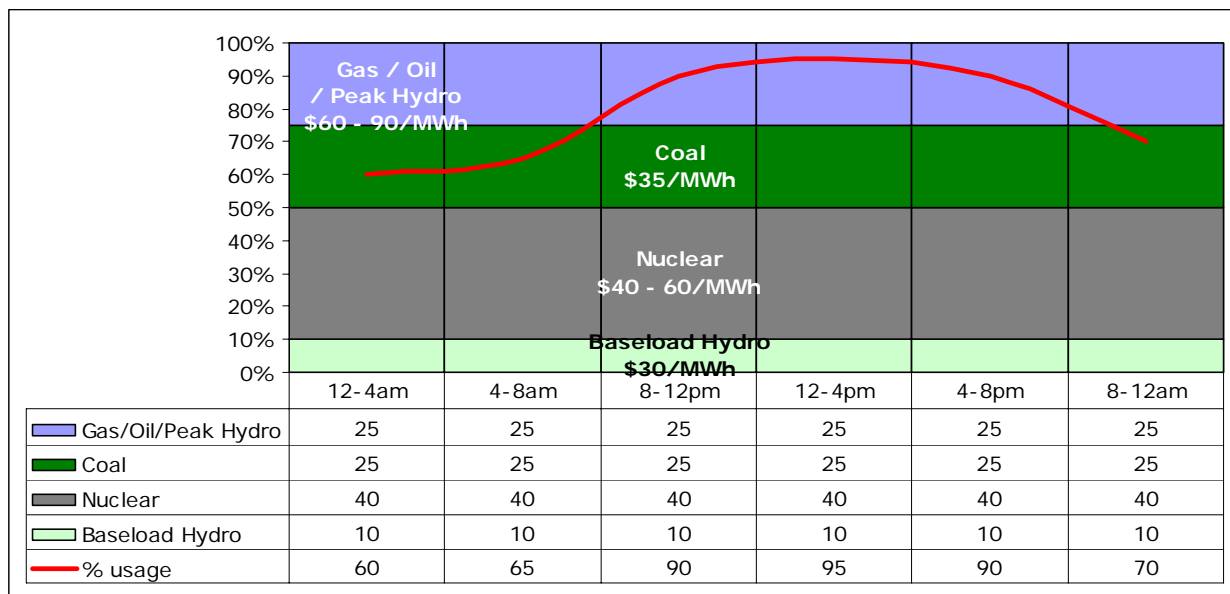 100%
90%
80%
70%
60%
50%
40%
30%
20%
10%
0%
Gas / Oil
/ Peak Hydro
$60 - 90/MWh
Coal
$35/MWh
Nuclear
$40 - 60/MWh
Baseload Hydro
$30/MWh
12-4am 4-8am 8-12pm 12-4pm 4-8pm 8-12am
Gas/Oil/Peak Hydro 25 25 25 25 25 25
Coal 25 25 25 25 25 25
Nuclear 40 40 40 40 40 40
Baseload Hydro 10 10 10 10 10 10
% usage 60 65 90 95 90 70